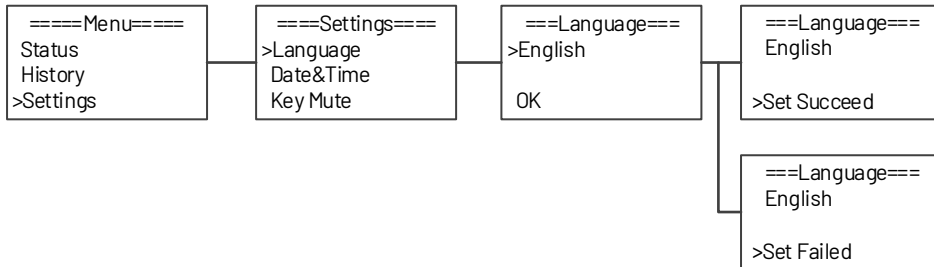 =====Menu=====
Status
History
>Settings
====Settings====
>Language
Date&Time
Key Mute
===Language===
>English
OK
===Language===
English
>Set Succeed
===Language===
English
>Set Failed